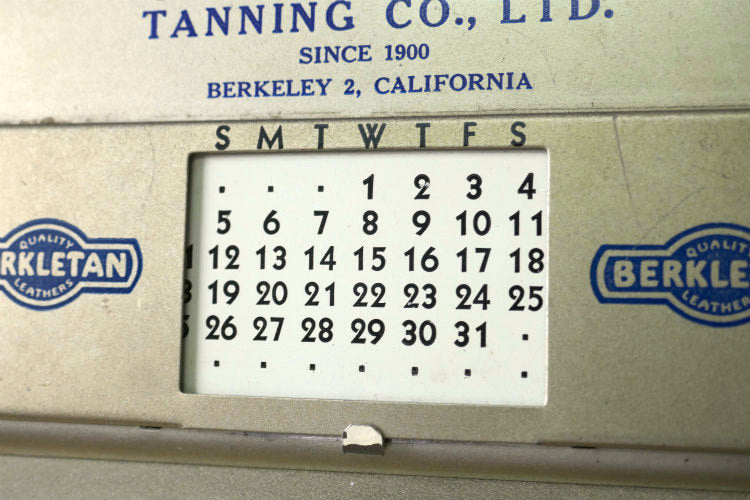 TANNING CO., LTD.
SINCE 1900
BERKELEY 2, CALIFORNIA
S M T W T F S
. . . 1 2 3 4
5 6 7 8 9 10 11
12 13 14 15 16 17 18
19 20 21 22 23 24 25
26 27 28 29 30 31 .
. . . . . . .
QUALITY
RKLETAN
LEATHERS
QUALITY
BERKLE
LEATHER